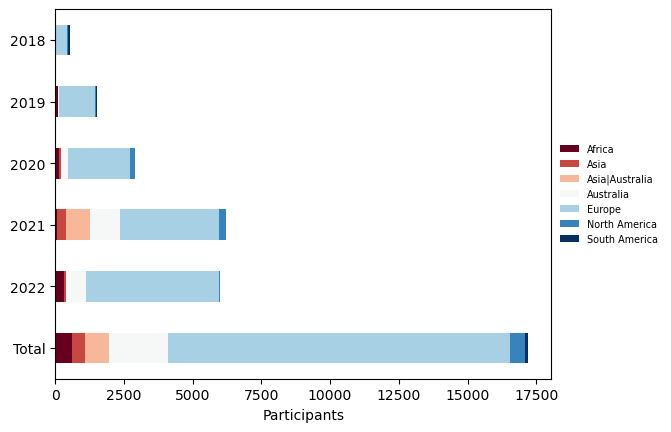 2018
2019
2020
2021
2022
Total
0 2500 5000 7500 10000 12500 15000 17500
Participants
Africa
Asia
Asia|Australia
Australia
Europe
North America
South America